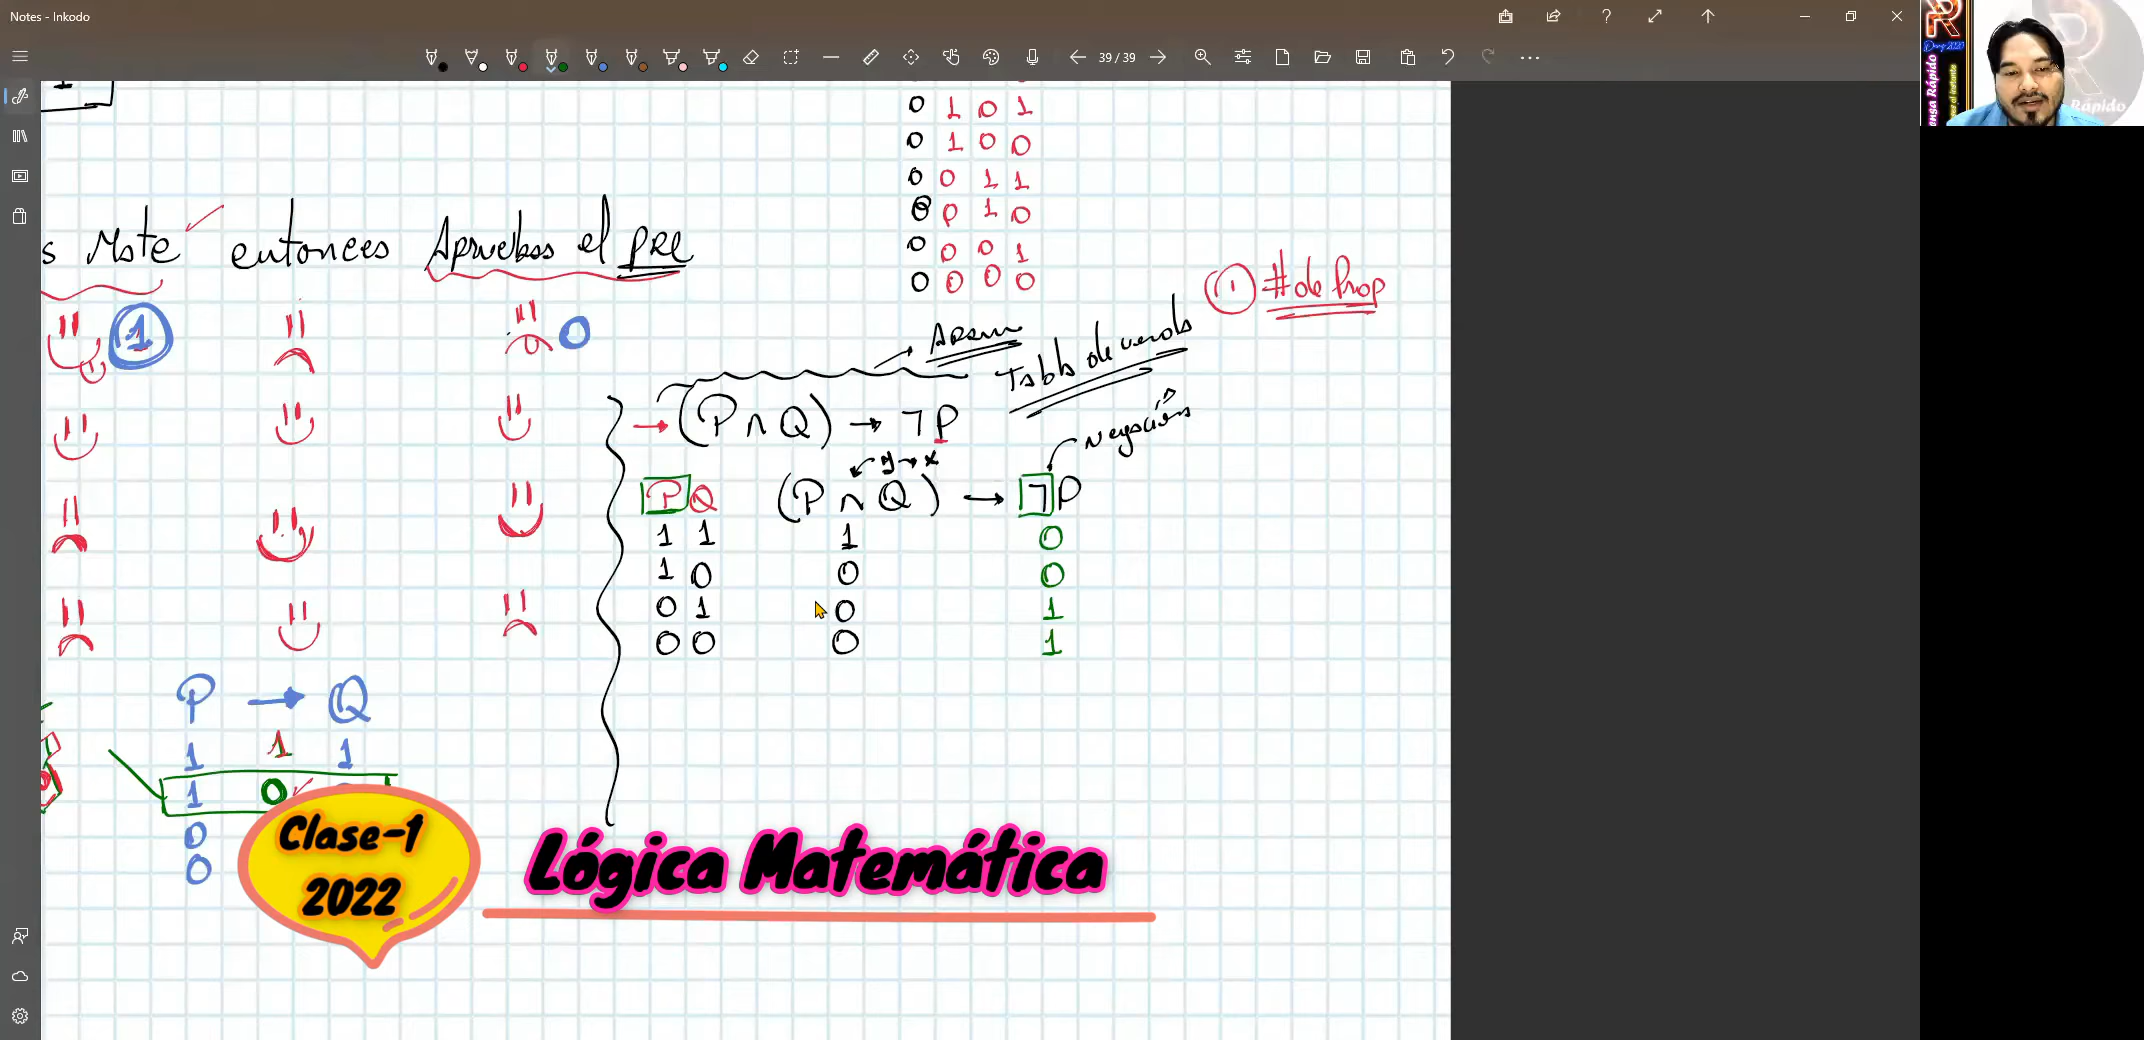 Notes - Inkodo
39 / 39
0 1 0 1
0 1 0 0
0 0 1 1
0 0 1 0
0 0 0 1
0 0 0 0
s Mate entonces Apruebas el PRE
1 # de Prop
1
0
Tabla de verda
(P ∧ Q) → ¬P
Negación
y → x
P Q (P ∧ Q) → ¬P
1 1 1 0
1 0 0 0
0 1 0 1
0 0 0 1
P → Q
1 1 1
1 0
0
0
Clase-1
2022
Lógica Matemática
Rápido